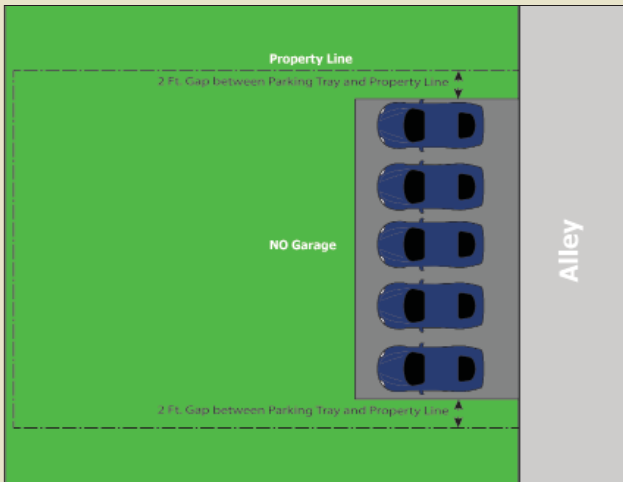 Property Line
2 Ft. Gap between Parking Tray and Property Line
NO Garage
Alley
2 Ft. Gap between Parking Tray and Property Line